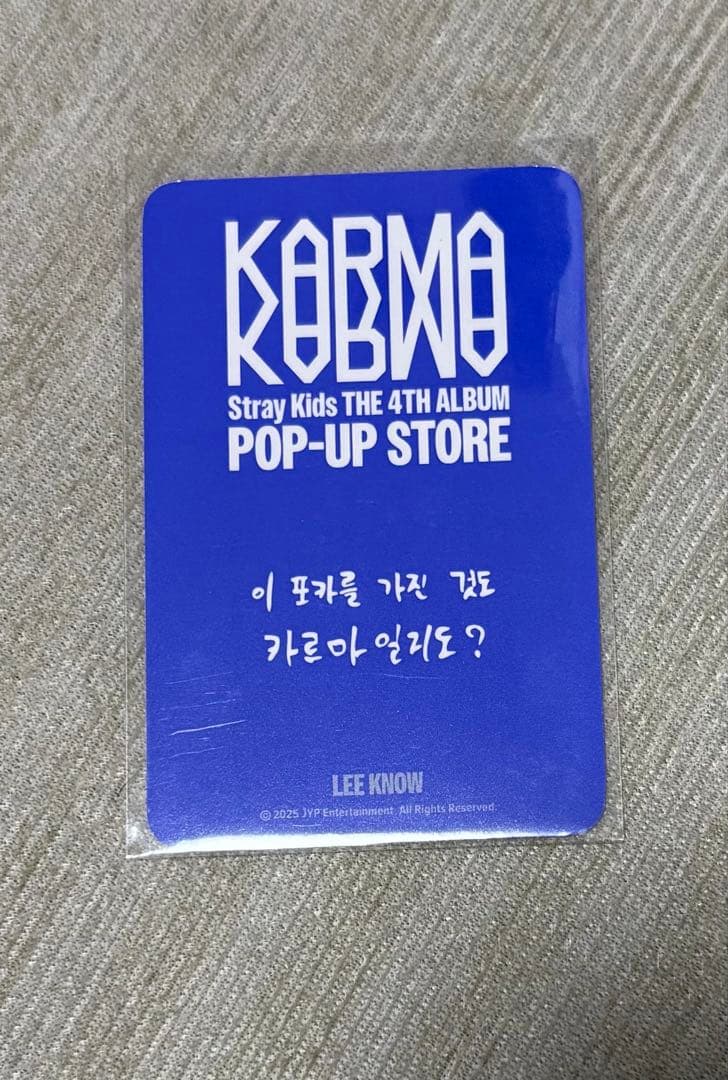 KARMA
Stray Kids THE 4TH ALBUM
POP-UP STORE
이 포카를 가진 것도
카르마 일리도?
LEE KNOW
© 2025 JYP Entertainment. All Rights Reserved.